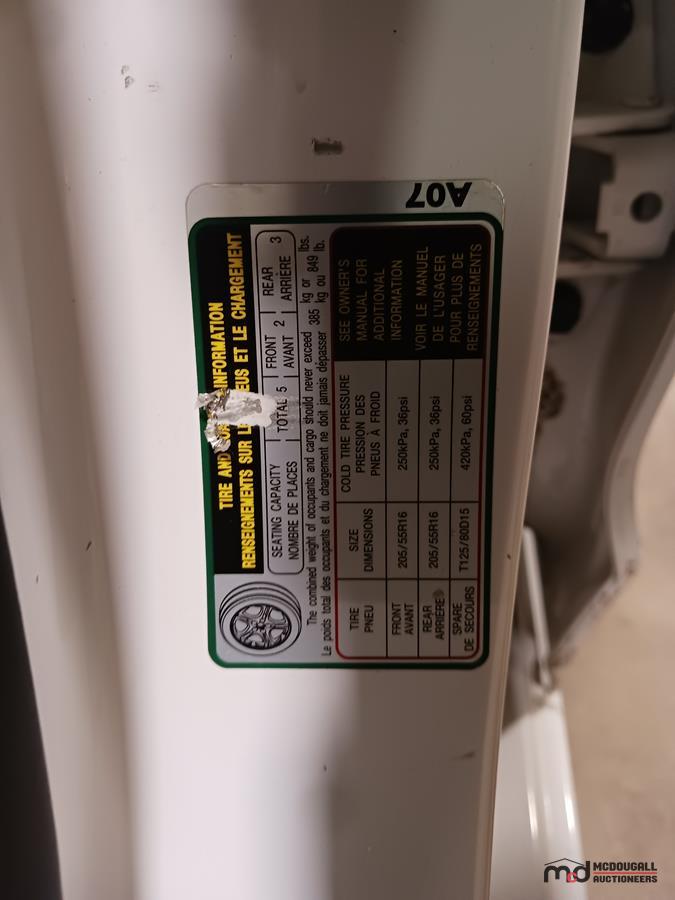 A07
TIRE AND INFORMATION
RENSEIGNEMENTS SUR ET LE CHARGEMENT
SEATING CAPACITY TOTAL 5 FRONT 2 REAR 3
NOMBRE DE PLACES AVANT ARRIÈRE
The combined weight of occupants and cargo should never exceed 385 kg or lbs.
Le poids total des occupants et du chargement ne doit jamais dépasser kg ou 849 lb.
TIRE SIZE COLD TIRE PRESSURE
PNEU DIMENSIONS PRESSION DES
PNEUS À FROID
FRONT 205/55R16 250kPa, 36psi
AVANT
REAR 205/55R16 250kPa, 36psi
ARRIÈRE
SPARE T125/80D15 420kPa, 60psi
DE SECOURS
SEE OWNER'S
MANUAL FOR
ADDITIONAL
INFORMATION
VOIR LE MANUEL
DE L'USAGER
POUR PLUS DE
RENSEIGNEMENTS
md MCDOUGALL
AUCTIONEERS